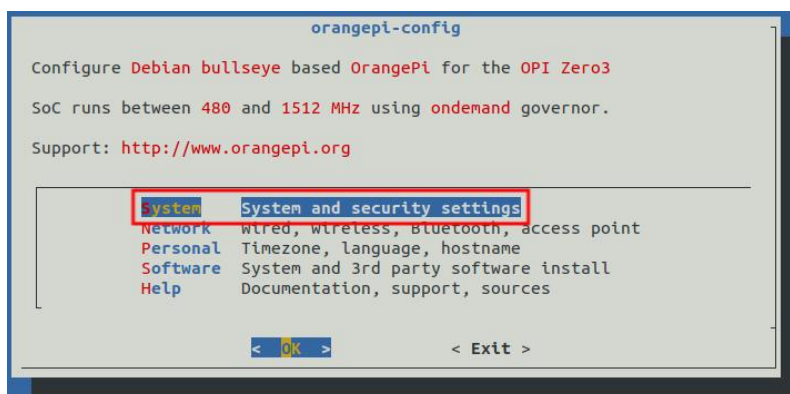 orangepi-config
Configure Debian bullseye based OrangePi for the OPI Zero3
SoC runs between 480 and 1512 MHz using ondemand governor.
Support: http://www.orangepi.org
System System and security settings
Network Wired, Wireless, Bluetooth, access point
Personal Timezone, language, hostname
Software System and 3rd party software install
Help Documentation, support, sources
< OK > < Exit >